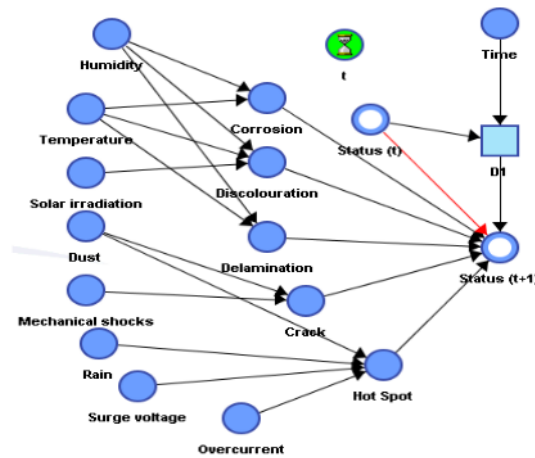 Humidity
t
Time
Temperature
Corrosion
Status (t)
D1
Solar irradiation
Discolouration
Dust
Delamination
Status (t+1)
Mechanical shocks
Crack
Rain
Hot Spot
Surge voltage
Overcurrent